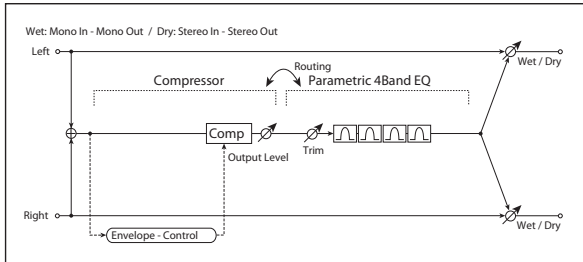 Wet: Mono In - Mono Out / Dry: Stereo In - Stereo Out
Left
Wet / Dry
Routing
Compressor
Parametric 4Band EQ
Comp
Output Level
Trim
Right
Wet / Dry
Envelope - Control